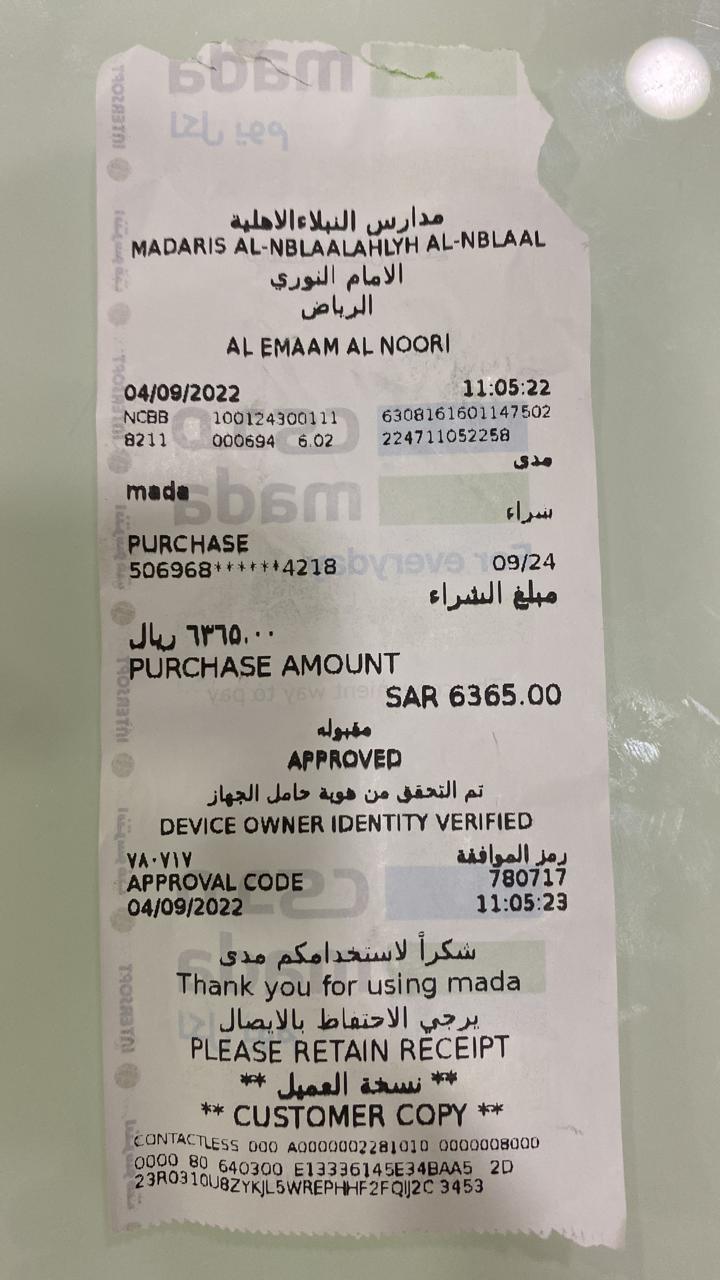 مدارس النبلاءالاهلية
MADARIS AL-NBLAALAHLYH AL-NBLAAL
الامام النوري
الرياض
AL EMAAM AL NOORI
04/09/2022 11:05:22
NCBB 100124300111 6308161601147502
8211 000694 6.02 224711052258
مدى
mada
شراء
PURCHASE
506968******4218 09/24
مبلغ الشراء
٦٣٦٥.٠٠ ريال
PURCHASE AMOUNT
SAR 6365.00
مقبوله
APPROVED
تم التحقق من هوية حامل الجهاز
DEVICE OWNER IDENTITY VERIFIED
رمز الموافقة ٧٨٠٧١٧
APPROVAL CODE 780717
04/09/2022 11:05:23
شكراً لاستخدامكم مدى
Thank you for using mada
يرجي الاحتفاظ بالايصال
PLEASE RETAIN RECEIPT
** نسخة العميل **
** CUSTOMER COPY **
CONTACTLESS 000 A0000002281010 0000008000
0000 80 640300 E13336145E34BAA5 2D
23R0310U8ZYKJL5WREPHHF2FQIJ2C 3453